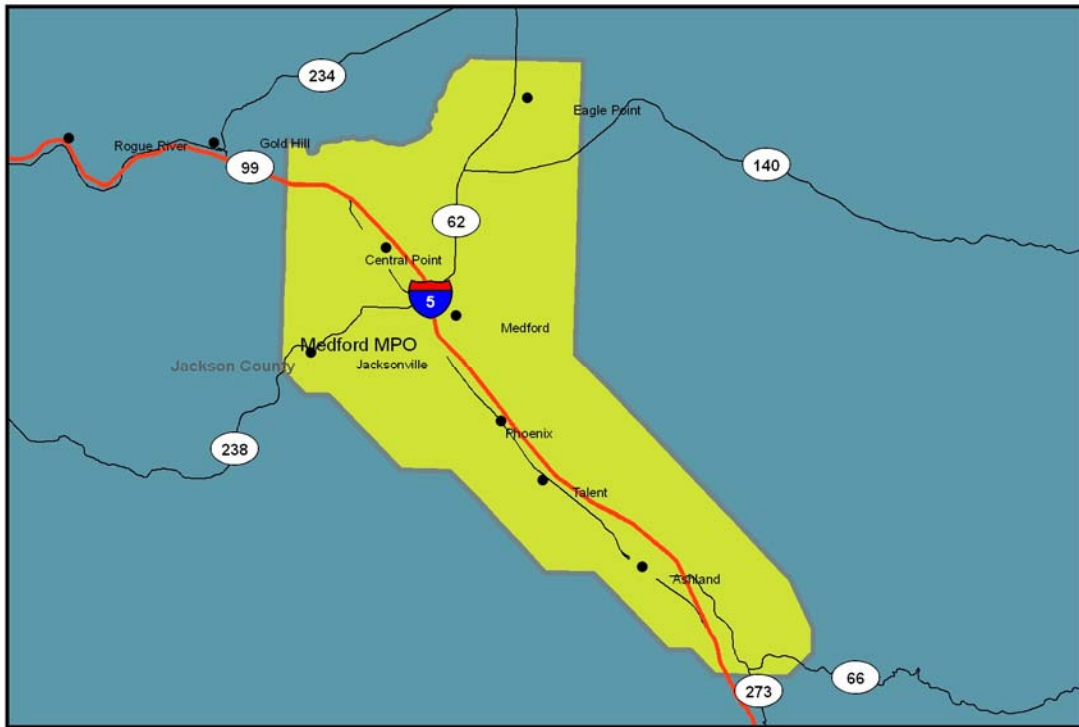 234
Eagle Point
Rogue River
Gold Hill
99
140
62
Central Point
5
Medford
Medford MPO
Jackson County
Jacksonville
Phoenix
238
Talent
Ashland
66
273